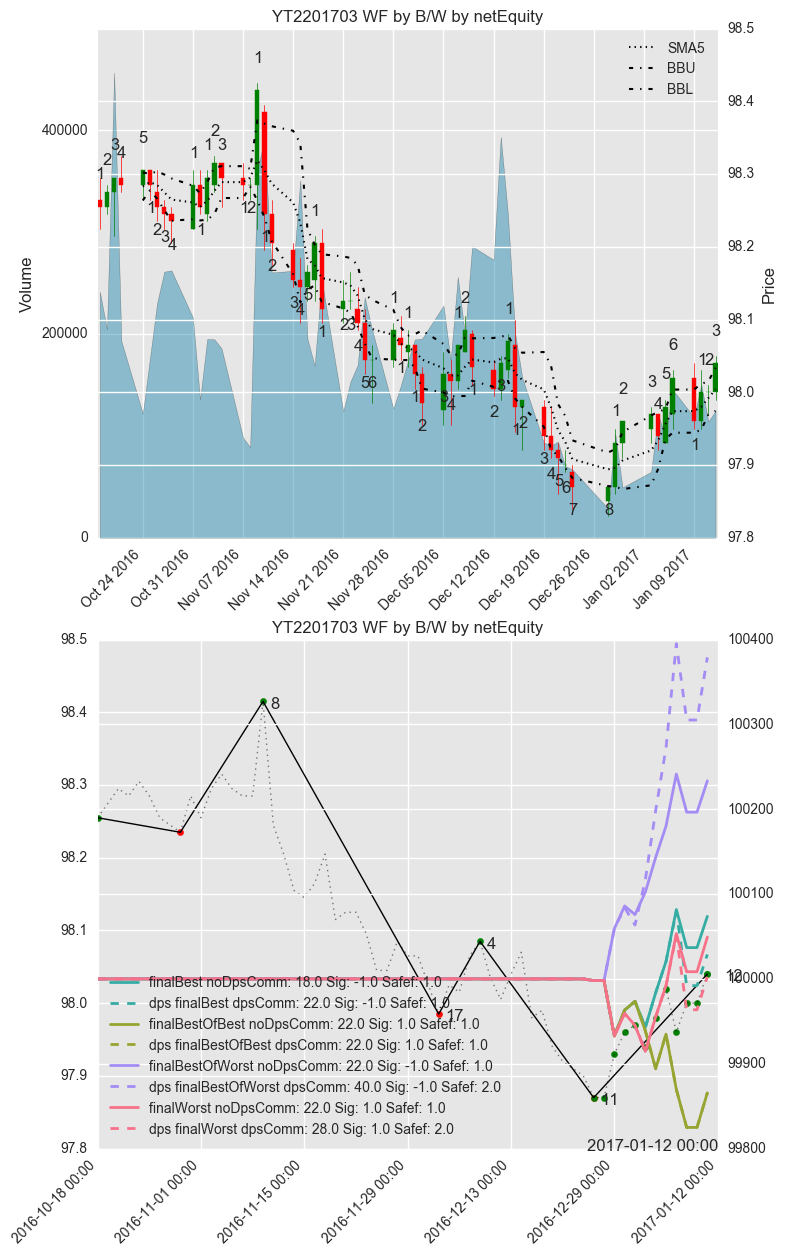 YT2201703 WF by B/W by netEquity
SMA5
BBU
BBL
Volume
400000
200000
0
Price
98.5
98.4
98.3
98.2
98.1
98.0
97.9
97.8
Oct 24 2016
Oct 31 2016
Nov 07 2016
Nov 14 2016
Nov 21 2016
Nov 28 2016
Dec 05 2016
Dec 12 2016
Dec 19 2016
Dec 26 2016
Jan 02 2017
Jan 09 2017
YT2201703 WF by B/W by netEquity
98.5
98.4
98.3
98.2
98.1
98.0
97.9
97.8
100400
100300
100200
100100
100000
99900
99800
8
4
17
11
12
finalBest noDpsComm: 18.0 Sig: -1.0 Safef: 1.0
dps finalBest dpsComm: 22.0 Sig: -1.0 Safef: 1.0
finalBestOfBest noDpsComm: 22.0 Sig: 1.0 Safef: 1.0
dps finalBestOfBest dpsComm: 22.0 Sig: 1.0 Safef: 1.0
finalBestOfWorst noDpsComm: 22.0 Sig: -1.0 Safef: 1.0
dps finalBestOfWorst dpsComm: 40.0 Sig: -1.0 Safef: 2.0
finalWorst noDpsComm: 22.0 Sig: 1.0 Safef: 1.0
dps finalWorst dpsComm: 28.0 Sig: 1.0 Safef: 2.0
2017-01-12 00:00
2016-10-18 00:00
2016-11-01 00:00
2016-11-15 00:00
2016-11-29 00:00
2016-12-13 00:00
2016-12-29 00:00
2017-01-12 00:00